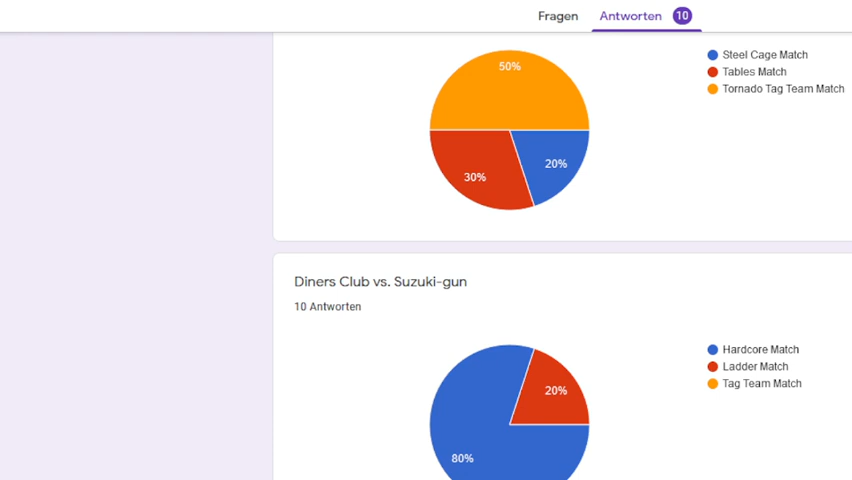 Fragen
Antworten 10
50%
20%
30%
Steel Cage Match
Tables Match
Tornado Tag Team Match
Diners Club vs. Suzuki-gun
10 Antworten
20%
80%
Hardcore Match
Ladder Match
Tag Team Match